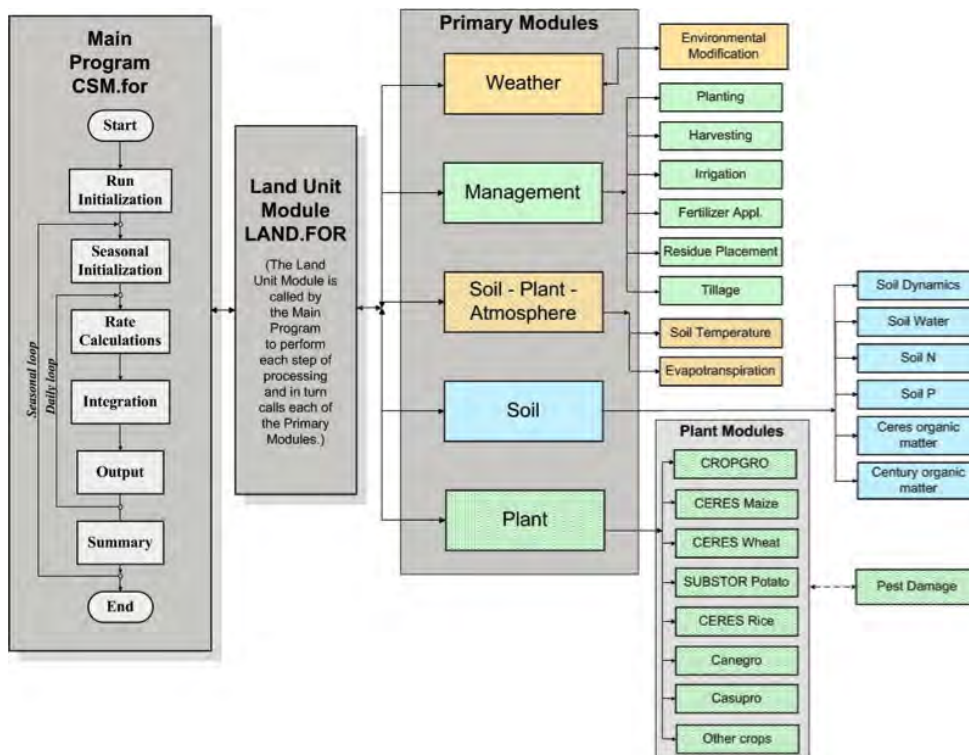 Main
Program
CSM.for
Start
Run
Initialization
Seasonal
Initialization
Rate
Calculations
Integration
Output
Summary
End
Seasonal loop
Daily loop
Land Unit
Module
LAND.FOR
(The Land
Unit Module is
called by
the Main
Program
to perform
each step of
processing
and in turn
calls each of
the Primary
Modules.)
Primary Modules
Weather
Management
Soil - Plant -
Atmosphere
Soil
Plant
Environmental
Modification
Planting
Harvesting
Irrigation
Fertilizer Appl.
Residue Placement
Tillage
Soil Temperature
Evapotranspiration
Soil Dynamics
Soil Water
Soil N
Soil P
Ceres organic
matter
Century organic
matter
Plant Modules
CROPGRO
CERES Maize
CERES Wheat
SUBSTOR Potato
CERES Rice
Canegro
Casupro
Other crops
Pest Damage